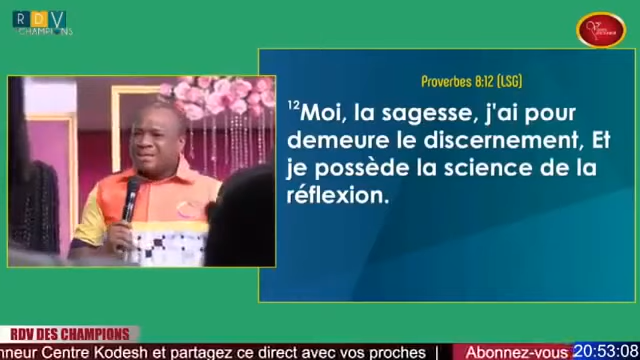 RDV
CHAMPIONS
Proverbes 8:12 (LSG)
12Moi, la sagesse, j'ai pour
demeure le discernement, Et
je possède la science de la
réflexion.
RDV DES CHAMPIONS
nneur Centre Kodesh et partagez ce direct avec vos proches | Abonnez-vous 20:53:08